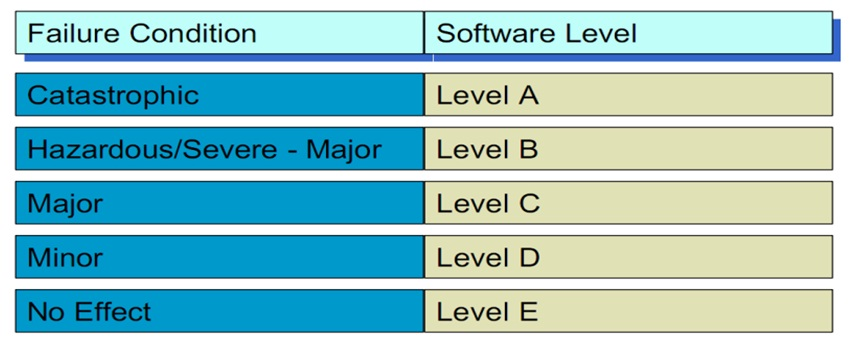 Failure Condition Software Level
Catastrophic Level A
Hazardous/Severe - Major Level B
Major Level C
Minor Level D
No Effect Level E